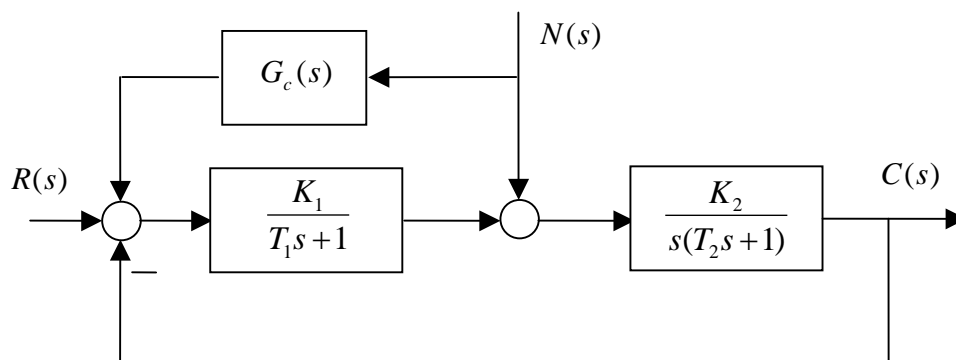 N(s)
G_c(s)
R(s)
K_1
T_1s+1
K_2
s(T_2s+1)
C(s)
−